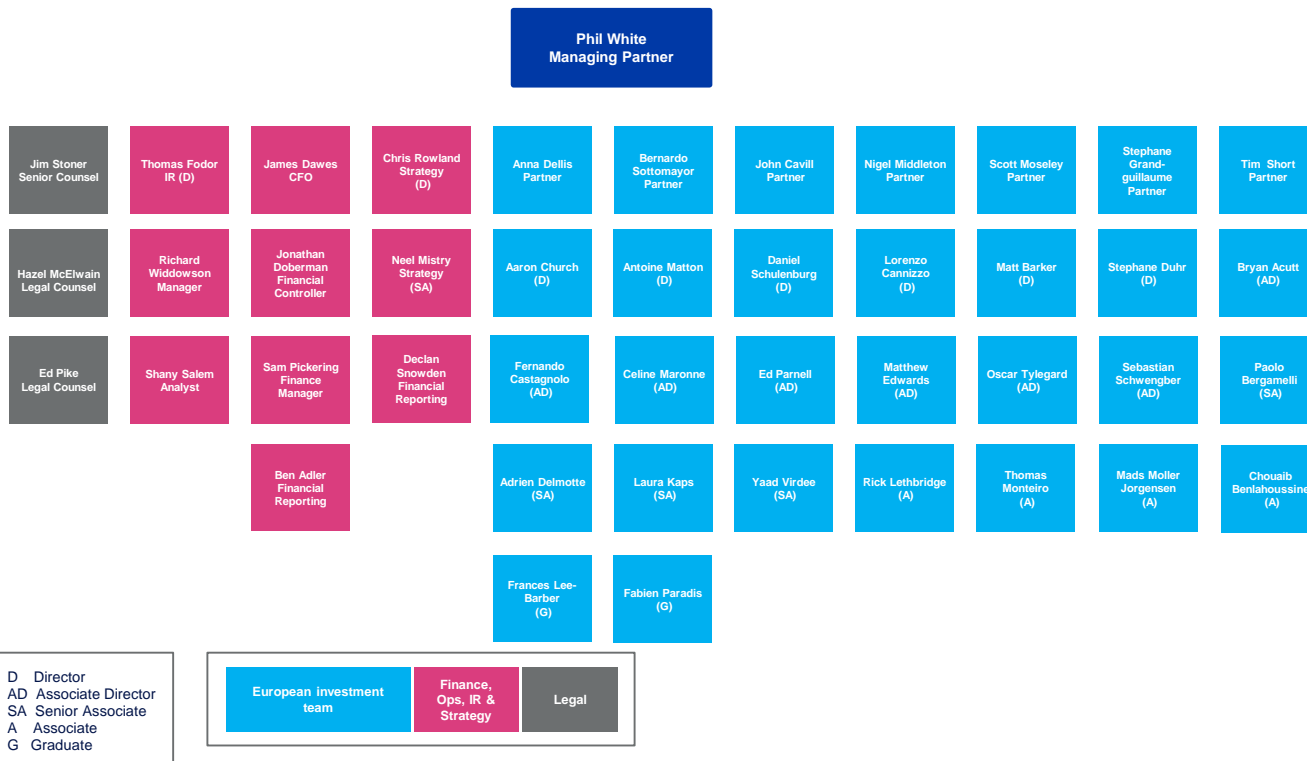 Phil White
Managing Partner
Jim Stoner
Senior Counsel
Thomas Fodor
IR (D)
James Dawes
CFO
Chris Rowland
Strategy
(D)
Anna Dellis
Partner
Bernardo
Sottomayor
Partner
John Cavill
Partner
Nigel Middleton
Partner
Scott Moseley
Partner
Stephane
Grand-
guillaume
Partner
Tim Short
Partner
Hazel McElwain
Legal Counsel
Richard
Widdowson
Manager
Jonathan
Doberman
Financial
Controller
Neel Mistry
Strategy
(SA)
Aaron Church
(D)
Antoine Matton
(D)
Daniel
Schulenburg
(D)
Lorenzo
Cannizzo
(D)
Matt Barker
(D)
Stephane Duhr
(D)
Bryan Acutt
(AD)
Ed Pike
Legal Counsel
Shany Salem
Analyst
Sam Pickering
Finance
Manager
Declan
Snowden
Financial
Reporting
Fernando
Castagnolo
(AD)
Celine Maronne
(AD)
Ed Parnell
(AD)
Matthew
Edwards
(AD)
Oscar Tylegard
(AD)
Sebastian
Schwengber
(AD)
Paolo
Bergamelli
(SA)
Ben Adler
Financial
Reporting
Adrien Delmotte
(SA)
Laura Kaps
(SA)
Yaad Virdee
(SA)
Rick Lethbridge
(A)
Thomas
Monteiro
(A)
Mads Moller
Jorgensen
(A)
Chouaib
Benlahoussine
(A)
Frances Lee-
Barber
(G)
Fabien Paradis
(G)
D Director
AD Associate Director
SA Senior Associate
A Associate
G Graduate
European investment
team
Finance,
Ops, IR &
Strategy
Legal